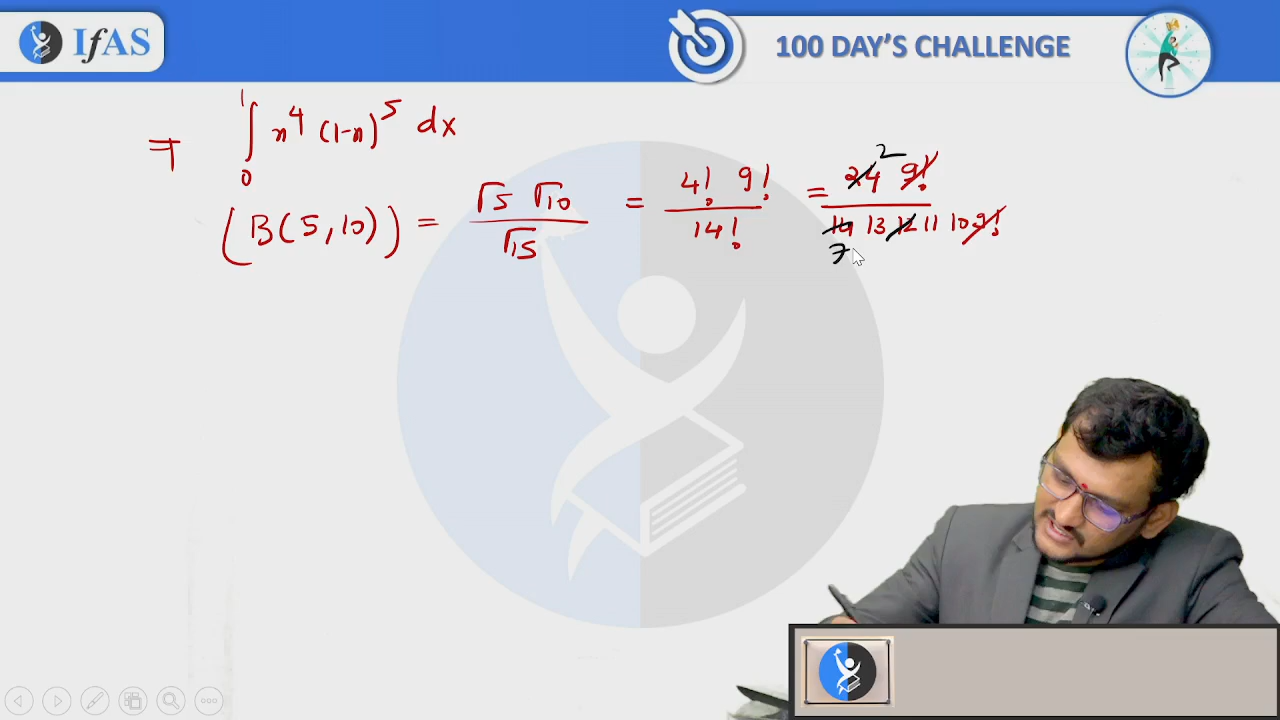 IfAS
100 DAY'S CHALLENGE
⇒ ∫₀¹ x⁴ (1-x)⁵ dx
(B(5,10)) = Γ5 Γ10 / Γ15 = 4! 9! / 14! = 24 9! / 14 13 12 11 10 9!
2
7